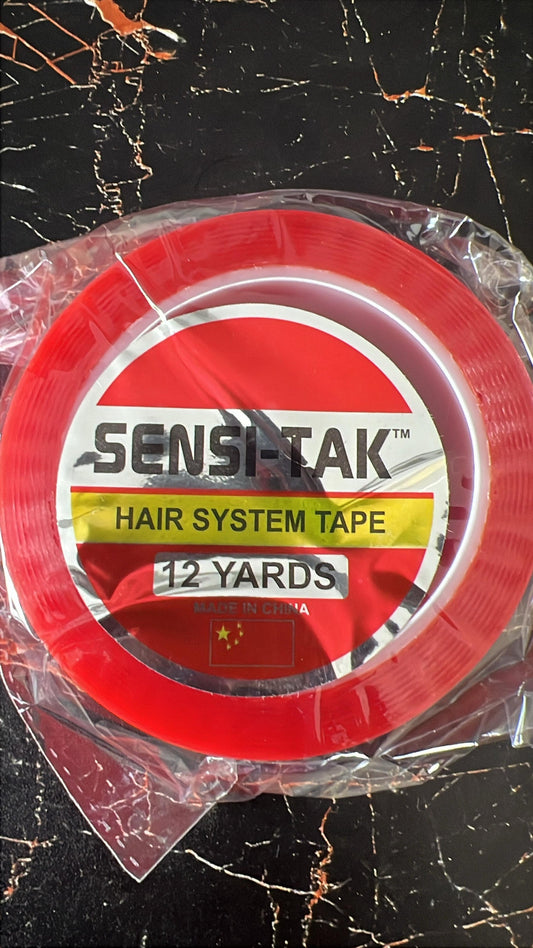 SENSI-TAK™
HAIR SYSTEM TAPE
12 YARDS
MADE IN CHINA